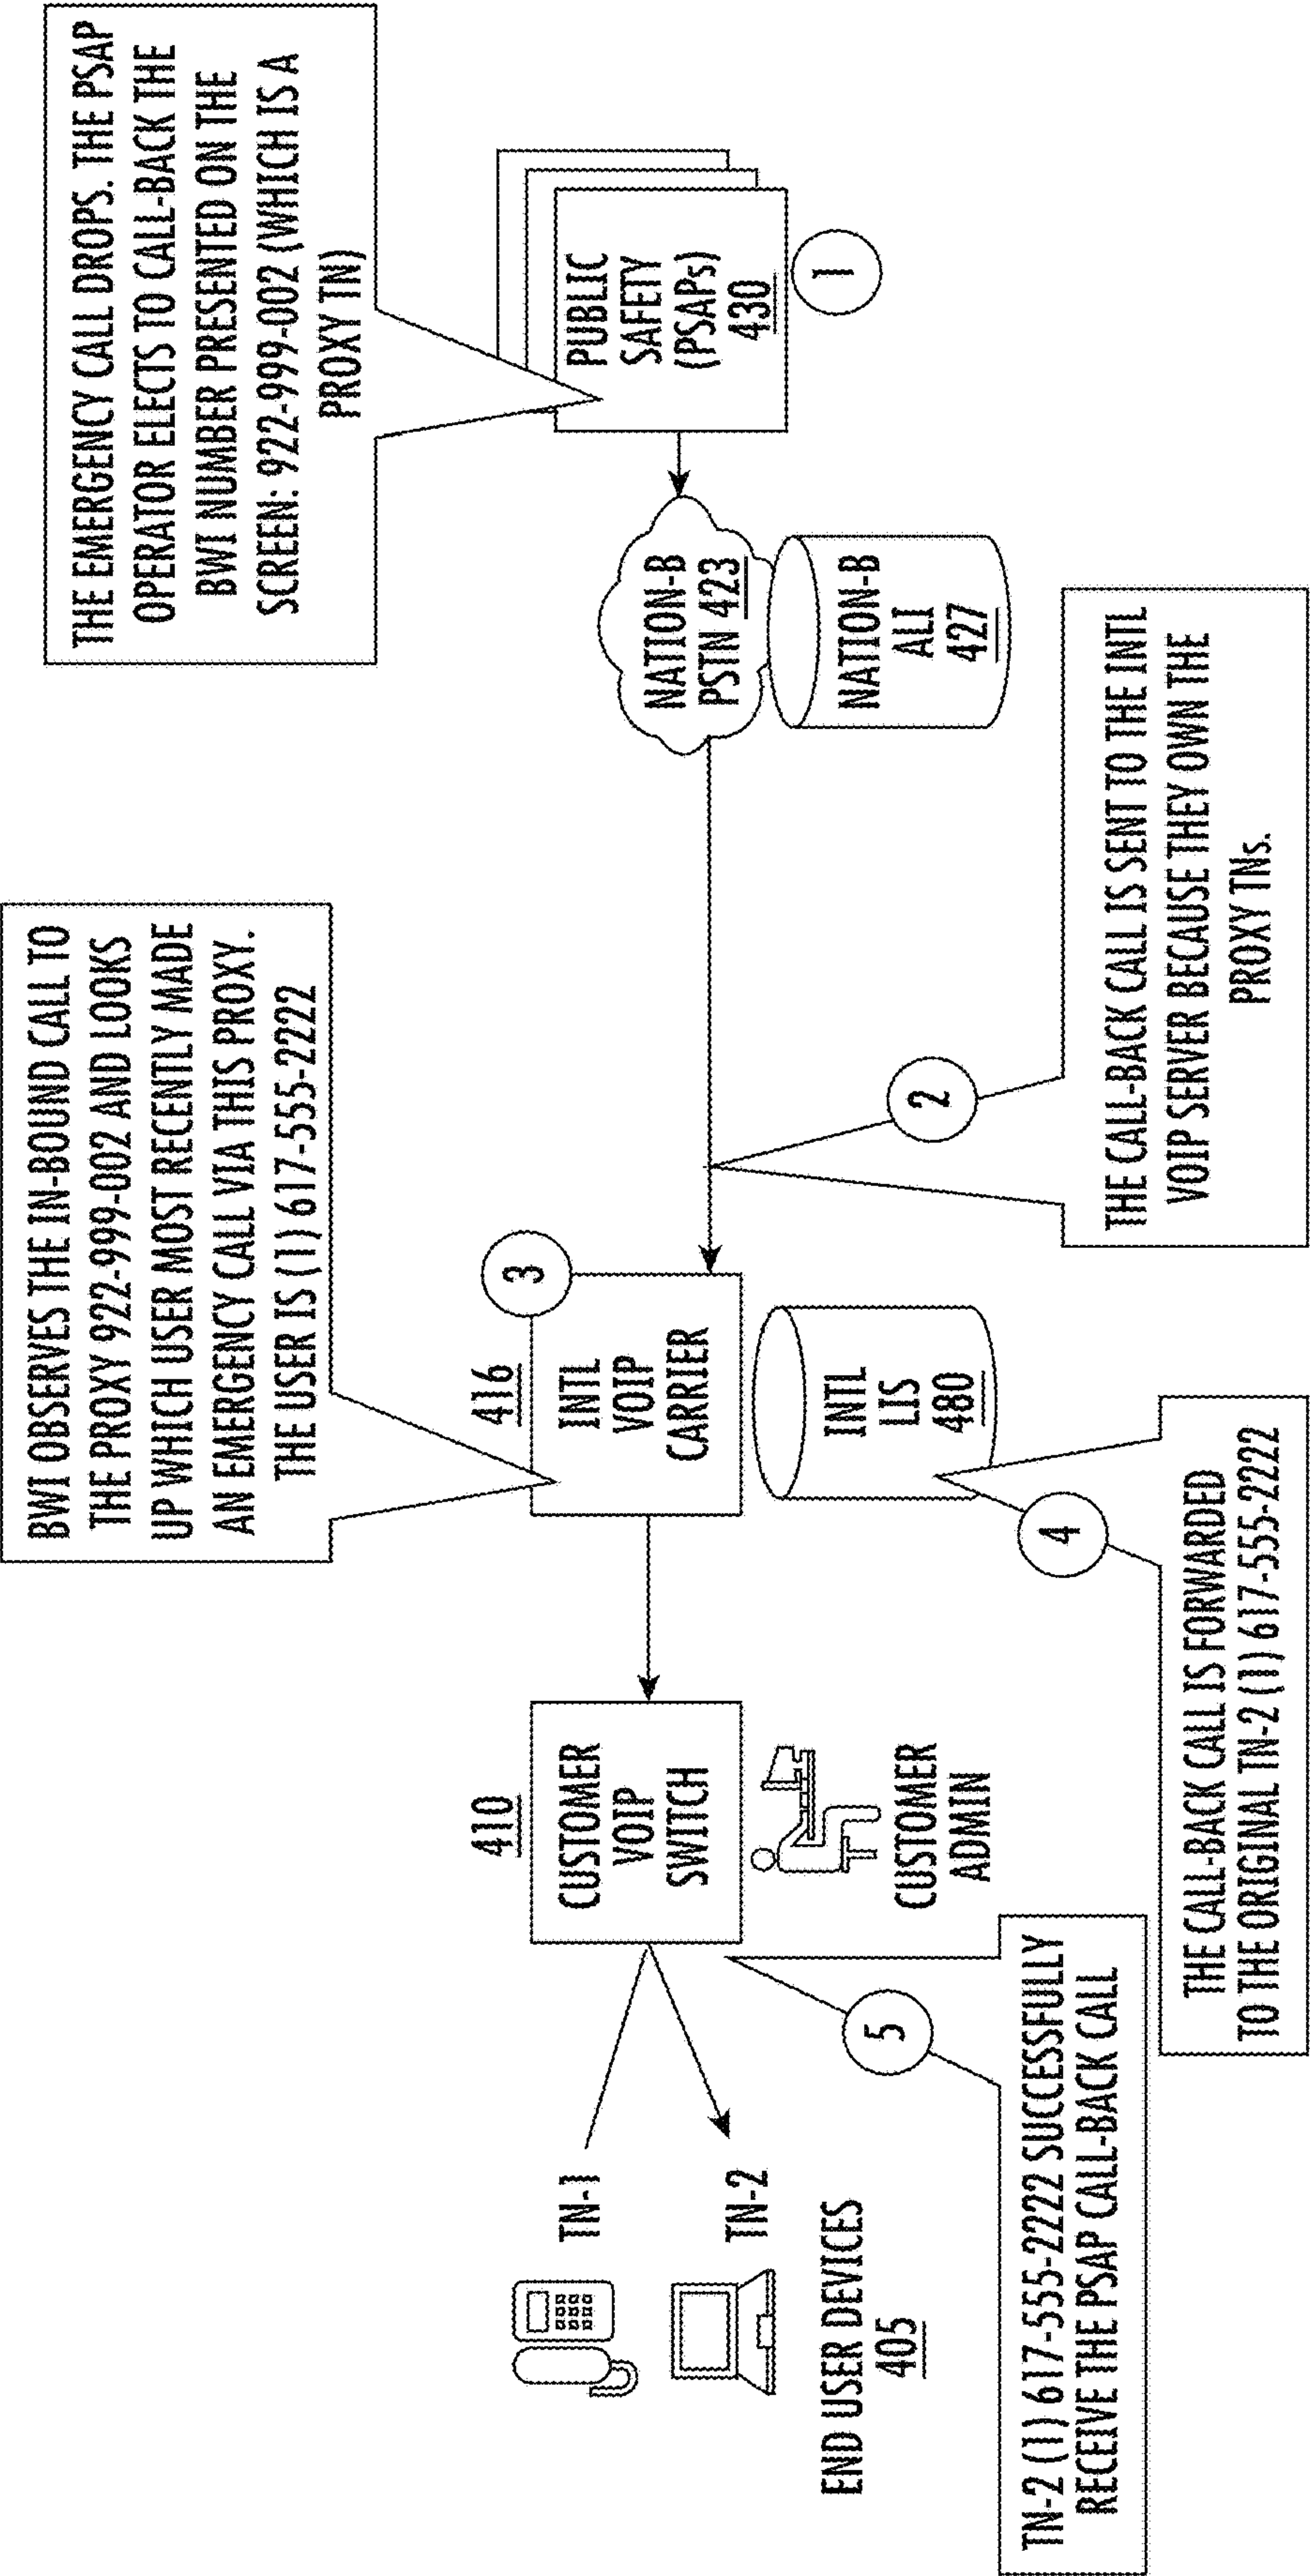 BWI OBSERVES THE IN-BOUND CALL TO
THE PROXY 922-999-002 AND LOOKS
UP WHICH USER MOST RECENTLY MADE
AN EMERGENCY CALL VIA THIS PROXY.
THE USER IS (1) 617-555-2222
THE EMERGENCY CALL DROPS. THE PSAP
OPERATOR ELECTS TO CALL-BACK THE
BWI NUMBER PRESENTED ON THE
SCREEN: 922-999-002 (WHICH IS A
PROXY TN)
TN-1
TN-2
END USER DEVICES
405
410
CUSTOMER
VOIP
SWITCH
CUSTOMER
ADMIN
416
3
INTL
VOIP
CARRIER
INTL
LIS
480
NATION-B
PSTN 423
NATION-B
ALI
427
PUBLIC
SAFETY
(PSAPs)
430
1
5
TN-2 (1) 617-555-2222 SUCCESSFULLY
RECEIVE THE PSAP CALL-BACK CALL
4
THE CALL-BACK CALL IS FORWARDED
TO THE ORIGINAL TN-2 (1) 617-555-2222
2
THE CALL-BACK CALL IS SENT TO THE INTL
VOIP SERVER BECAUSE THEY OWN THE
PROXY TNs.